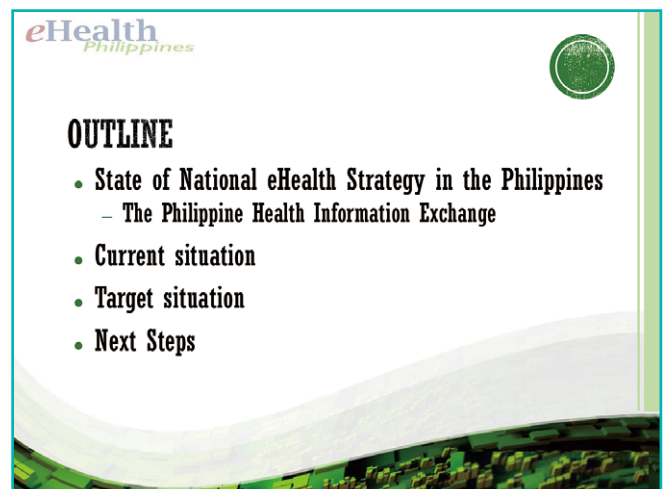 eHealth
Philippines
OUTLINE
• State of National eHealth Strategy in the Philippines
– The Philippine Health Information Exchange
• Current situation
• Target situation
• Next Steps